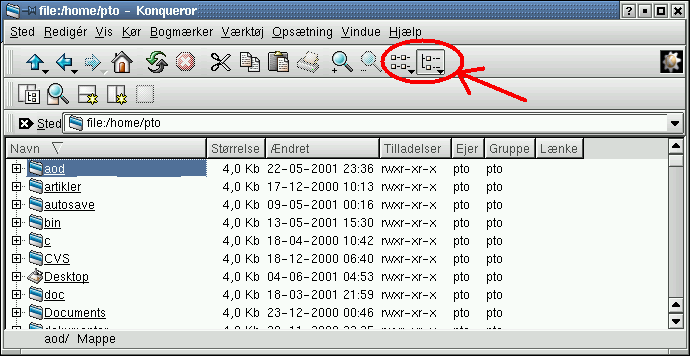 file:/home/pto - Konqueror
Sted Redigér Vis Kør Bogmærker Værktøj Opsætning Vindue Hjælp
Sted file:/home/pto
Navn Størrelse Ændret Tilladelser Ejer Gruppe Lænke
aod 4,0 Kb 22-05-2001 23:36 rwxr-xr-x pto pto
artikler 4,0 Kb 17-12-2000 10:13 rwxr-xr-x pto pto
autosave 4,0 Kb 09-05-2001 00:16 rwxr-xr-x pto pto
bin 4,0 Kb 13-05-2001 15:30 rwxr-xr-x pto pto
c 4,0 Kb 18-04-2000 10:42 rwxr-xr-x pto pto
CVS 4,0 Kb 18-12-2000 06:40 rwxr-xr-x pto pto
Desktop 4,0 Kb 04-06-2001 04:53 rwxr-xr-x pto pto
doc 4,0 Kb 18-03-2001 21:59 rwxr-xr-x pto pto
Documents 4,0 Kb 23-12-2000 00:46 rwxr-xr-x pto pto
aod/ Mappe